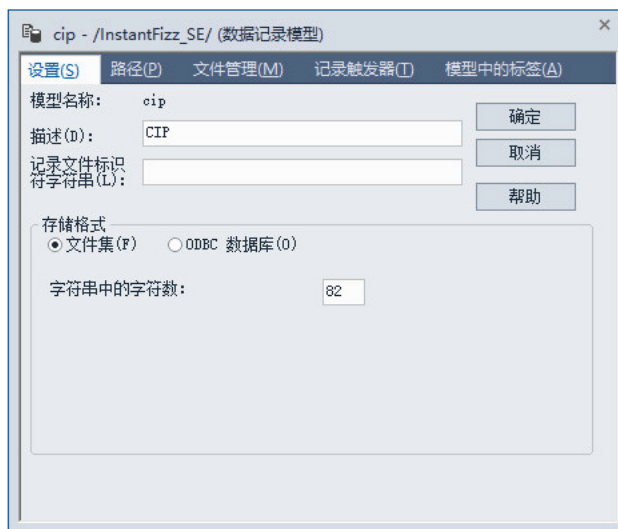 cip - /InstantFizz_SE/ (数据记录模型)
设置(S) 路径(P) 文件管理(M) 记录触发器(T) 模型中的标签(A)
模型名称: cip
确定
描述(D): CIP
取消
记录文件标识
符字符串(L):
帮助
存储格式
文件集(F) ODBC 数据库(O)
字符串中的字符数: 82